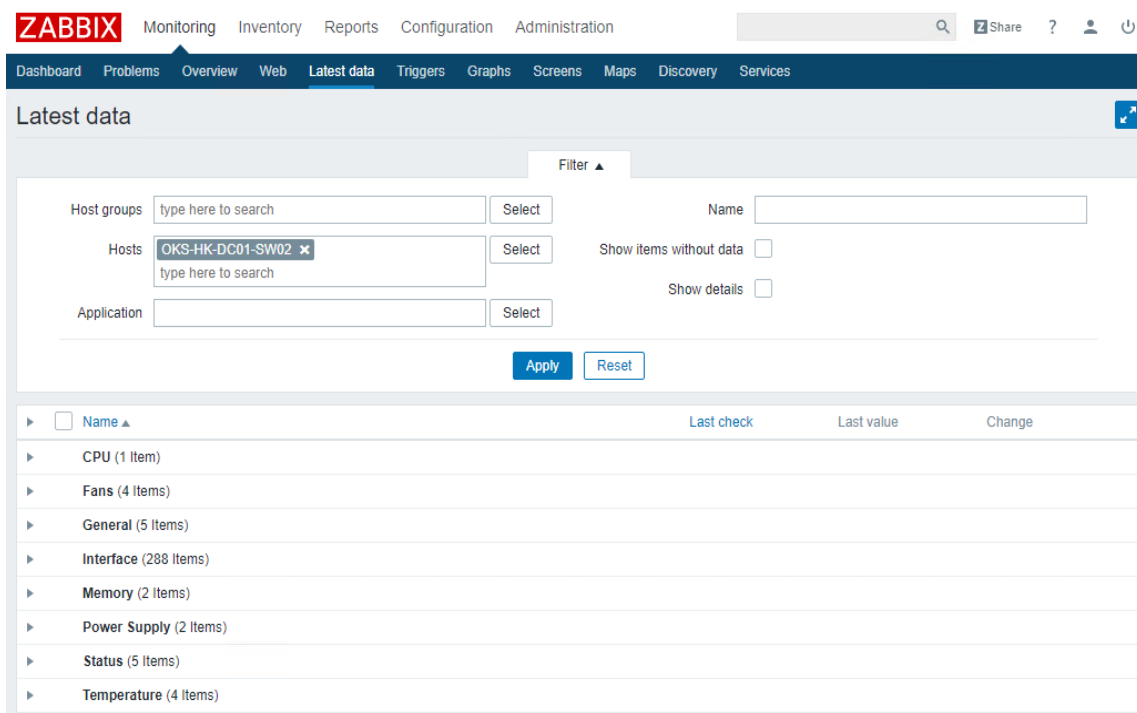 ZABBIX Monitoring Inventory Reports Configuration Administration Z Share ?
Dashboard Problems Overview Web Latest data Triggers Graphs Screens Maps Discovery Services
Latest data
Filter ▲
Host groups type here to search Select Name
Hosts OKS-HK-DC01-SW02 × Select Show items without data
type here to search
Show details
Application Select
Apply Reset
Name ▲ Last check Last value Change
CPU (1 Item)
Fans (4 Items)
General (5 Items)
Interface (288 Items)
Memory (2 Items)
Power Supply (2 Items)
Status (5 Items)
Temperature (4 Items)